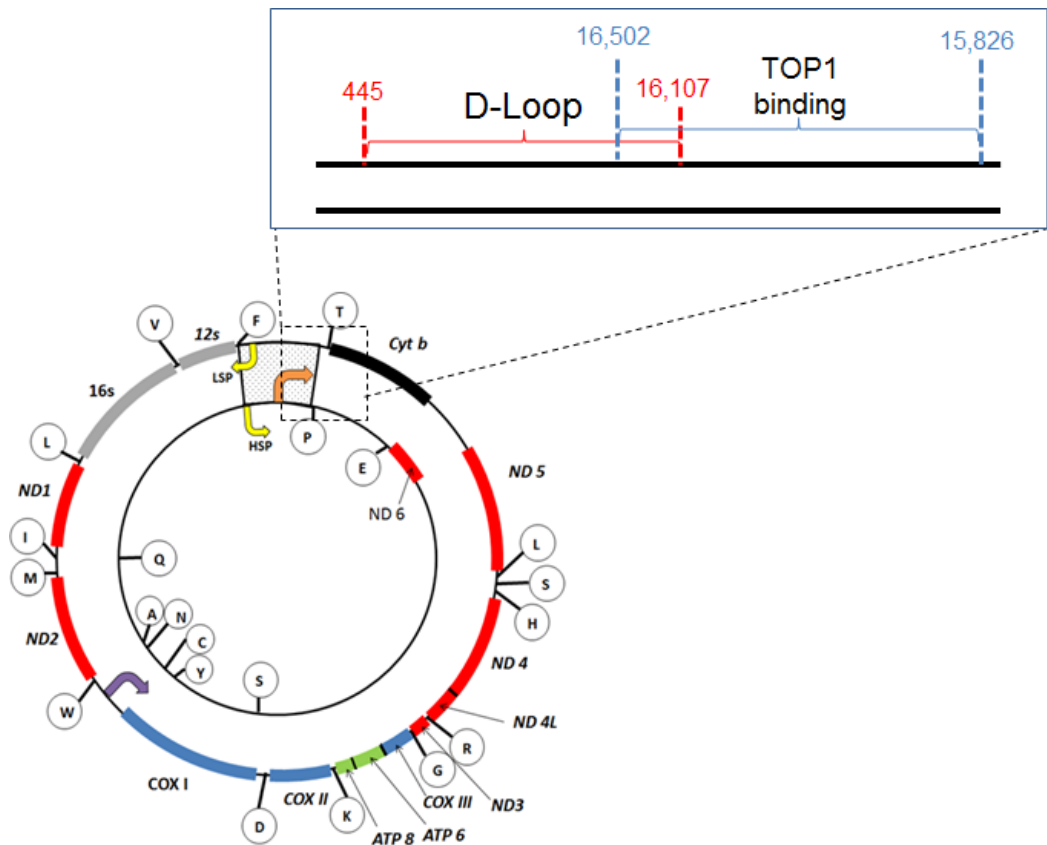 16,502
15,826
445
16,107
D-Loop
TOP1
binding
T
F
V
12s
Cyt b
LSP
16s
HSP
P
L
E
ND1
ND 6
ND 5
I
Q
L
M
S
A
N
H
ND2
C
Y
S
ND 4
W
ND 4L
R
G
COX I
COX II
COX III
ND3
D
K
ATP 8
ATP 6